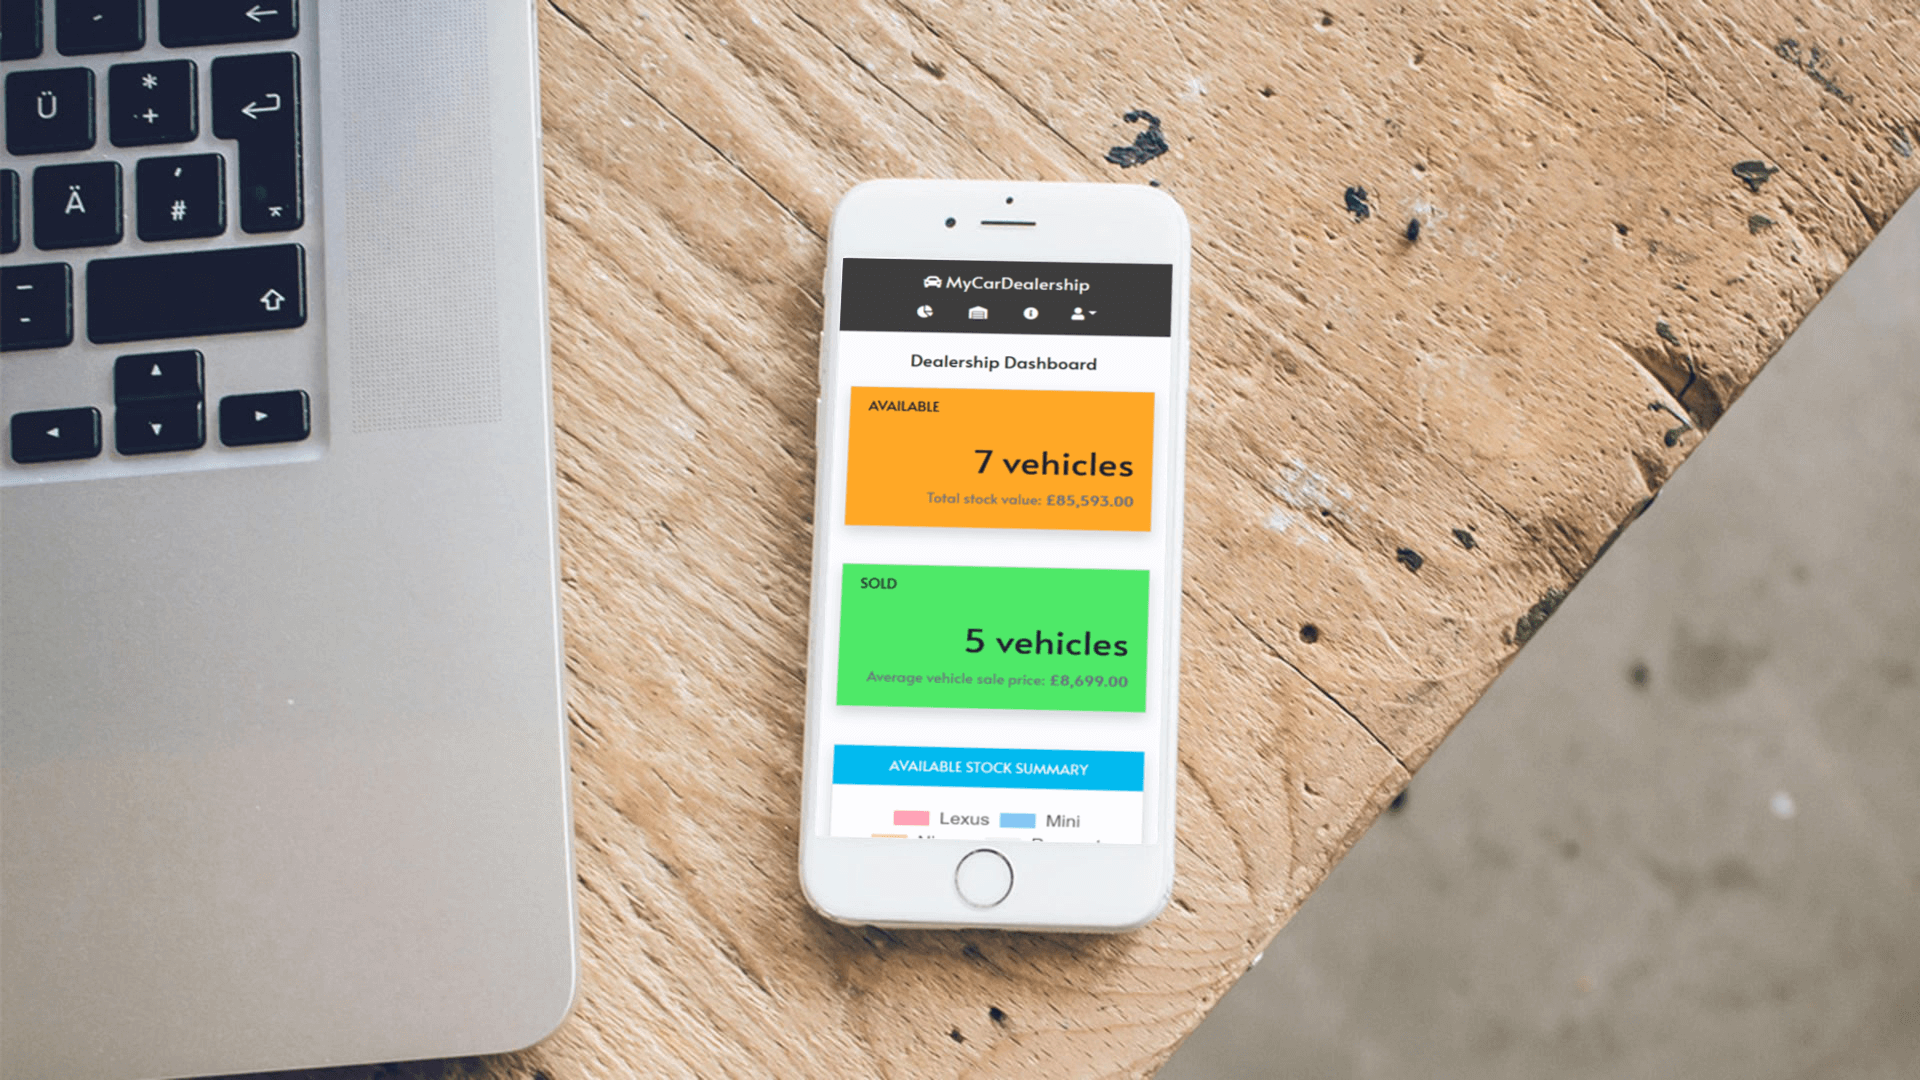 Ü
*
+
Ä
'
#
MyCarDealership
Dealership Dashboard
AVAILABLE
7 vehicles
Total stock value: £85,593.00
SOLD
5 vehicles
Average vehicle sale price: £8,699.00
AVAILABLE STOCK SUMMARY
Lexus Mini